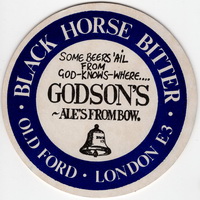 BLACK HORSE BITTER
SOME BEERS 'AIL
FROM
GOD-KNOWS-WHERE....
GODSON'S
~ALE'S FROM BOW.
• OLD FORD • LONDON E3 •